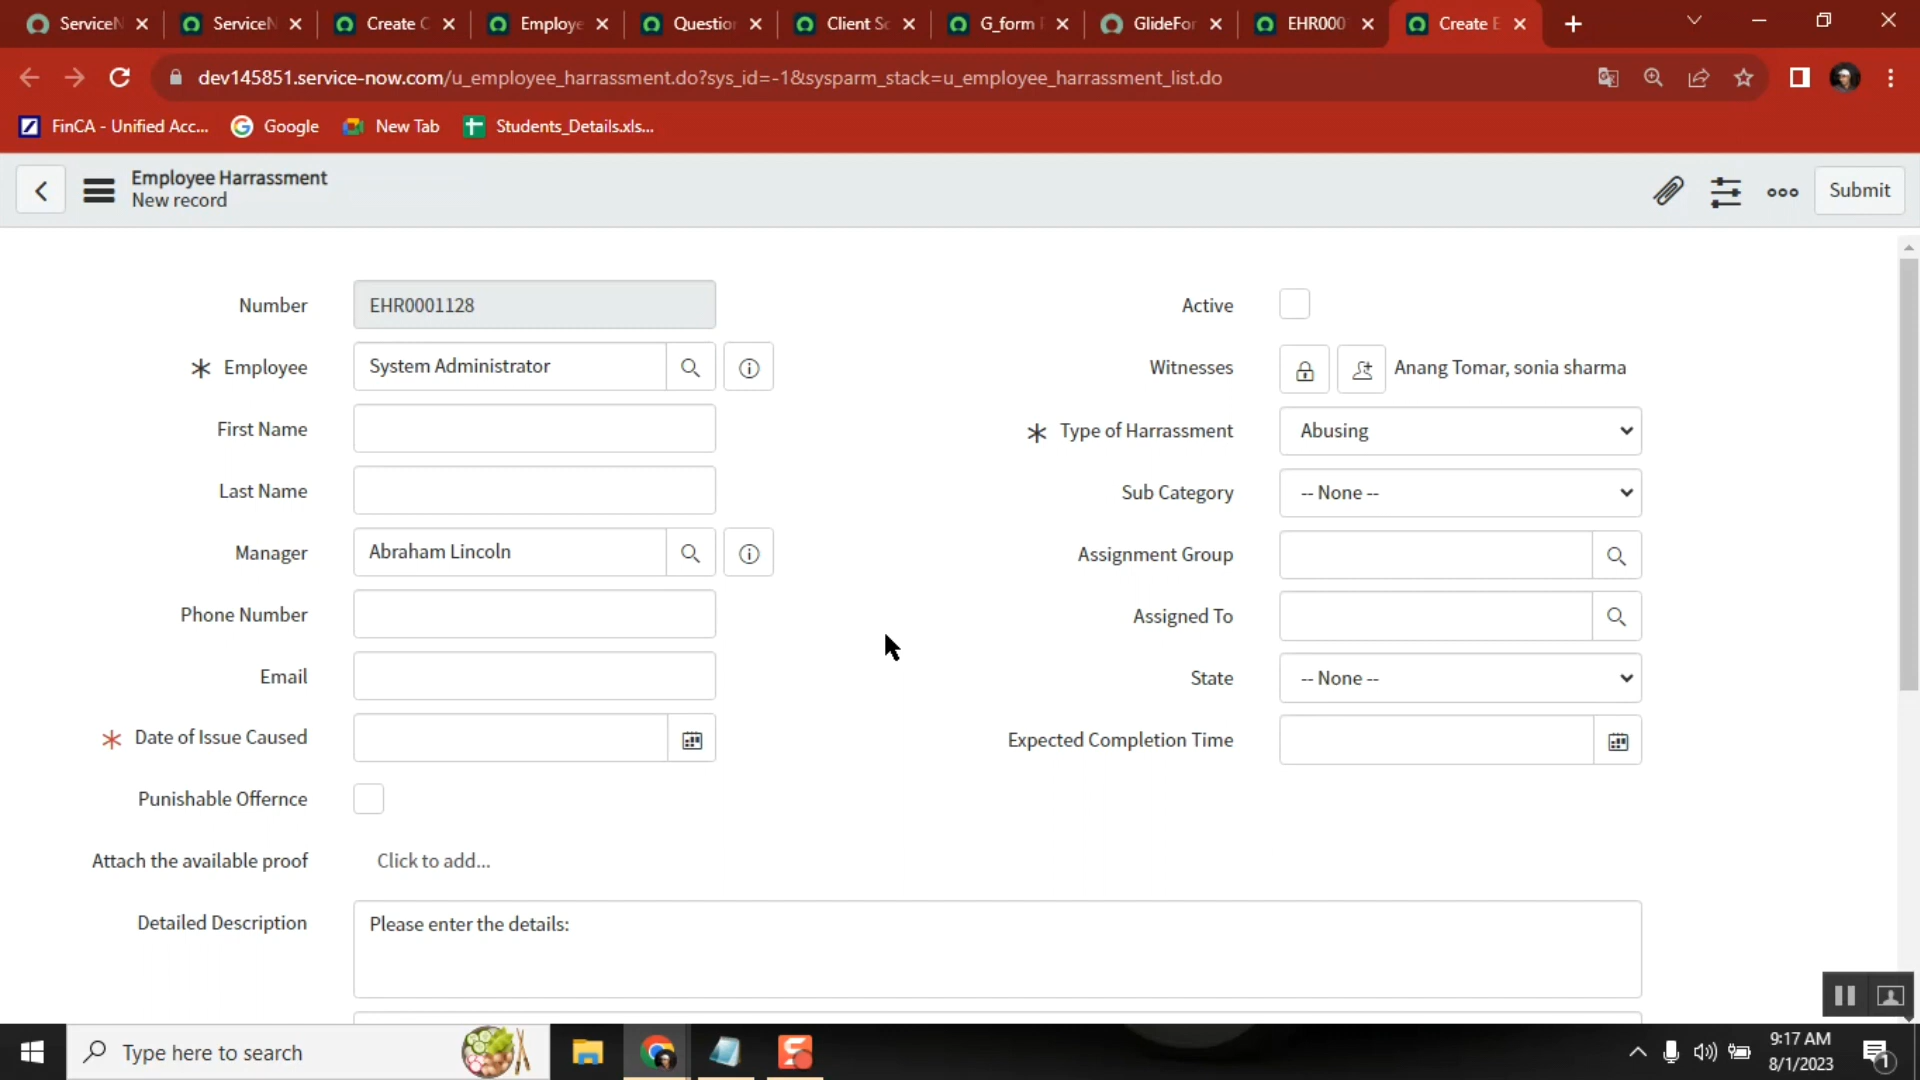 ServiceN
ServiceN
Create C
Employe
Question
Client Sc
G_form
GlideFor
EHR000
Create E
dev145851.service-now.com/u_employee_harrassment.do?sys_id=-1&sysparm_stack=u_employee_harrassment_list.do
FinCA - Unified Acc...
Google
New Tab
Students_Details.xls...
Employee Harrassment
New record
Submit
Number
EHR0001128
Active
Employee
System Administrator
Witnesses
Anang Tomar, sonia sharma
First Name
Type of Harrassment
Abusing
Last Name
Sub Category
-- None --
Manager
Abraham Lincoln
Assignment Group
Phone Number
Assigned To
Email
State
-- None --
Date of Issue Caused
Expected Completion Time
Punishable Offernce
Attach the available proof
Click to add...
Detailed Description
Please enter the details:
Type here to search
9:17 AM
8/1/2023
1